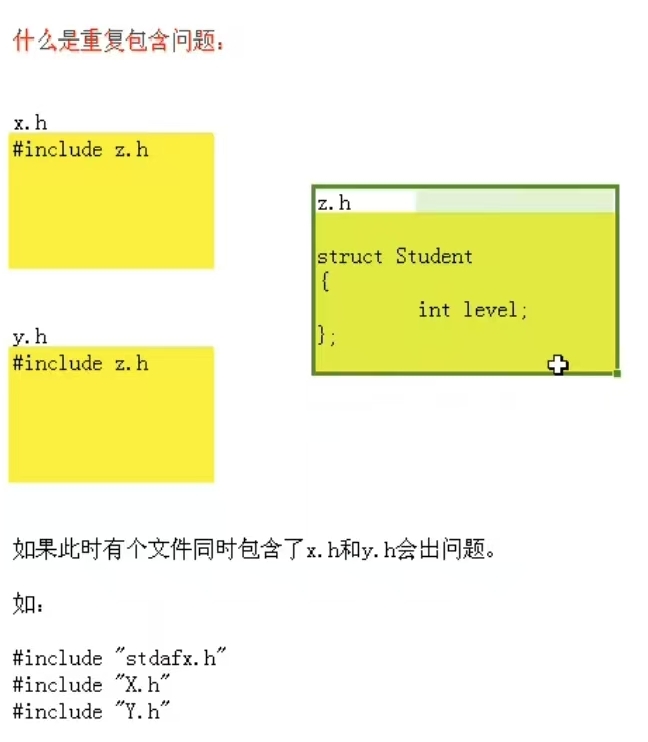 什么是重复包含问题：
x.h
#include z.h
z.h
struct Student
{
int level;
};
y.h
#include z.h
如果此时有个文件同时包含了x.h和y.h会出问题。
如：
#include "stdafx.h"
#include "X.h"
#include "Y.h"